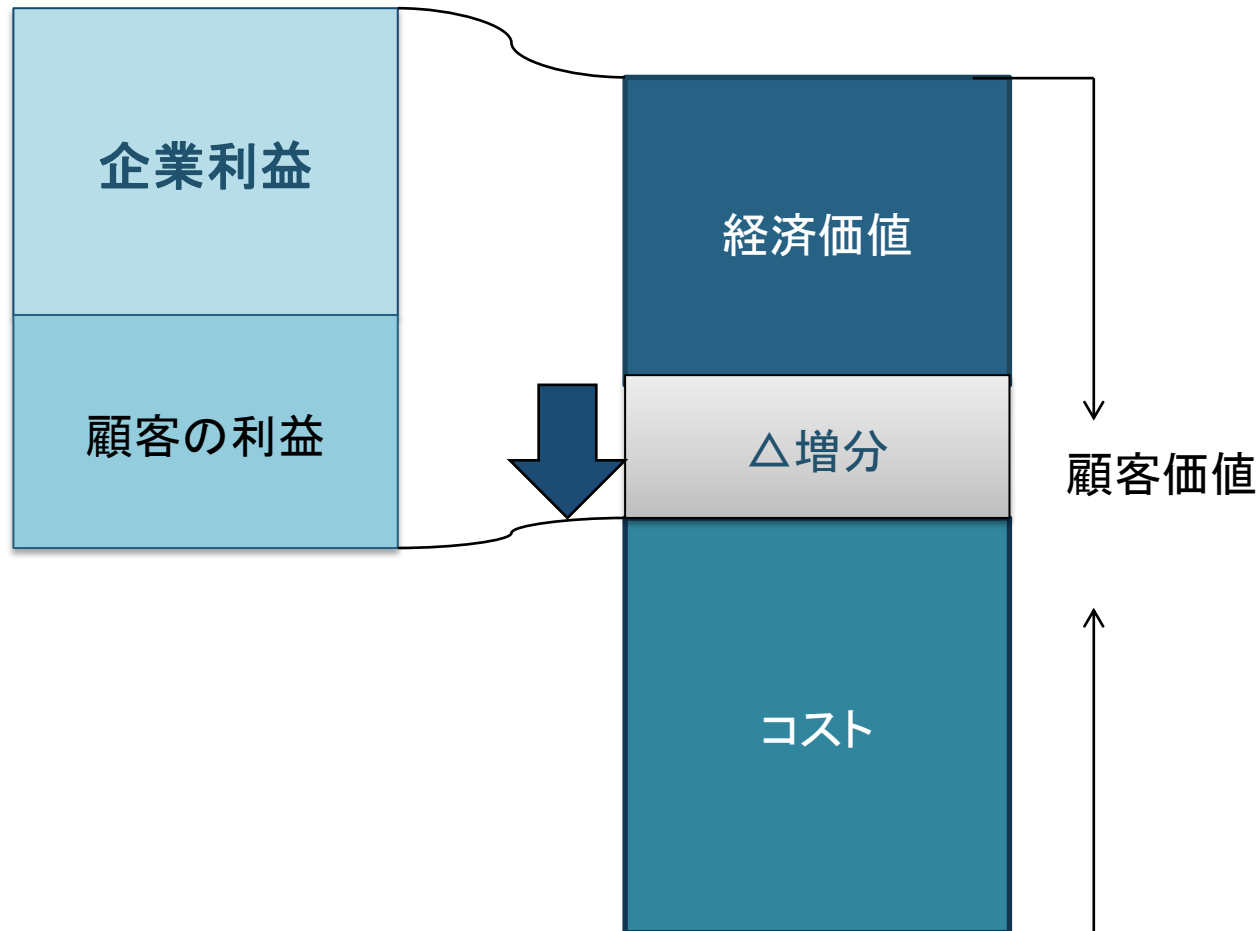 企業利益
顧客の利益
経済価値
△増分
コスト
顧客価値